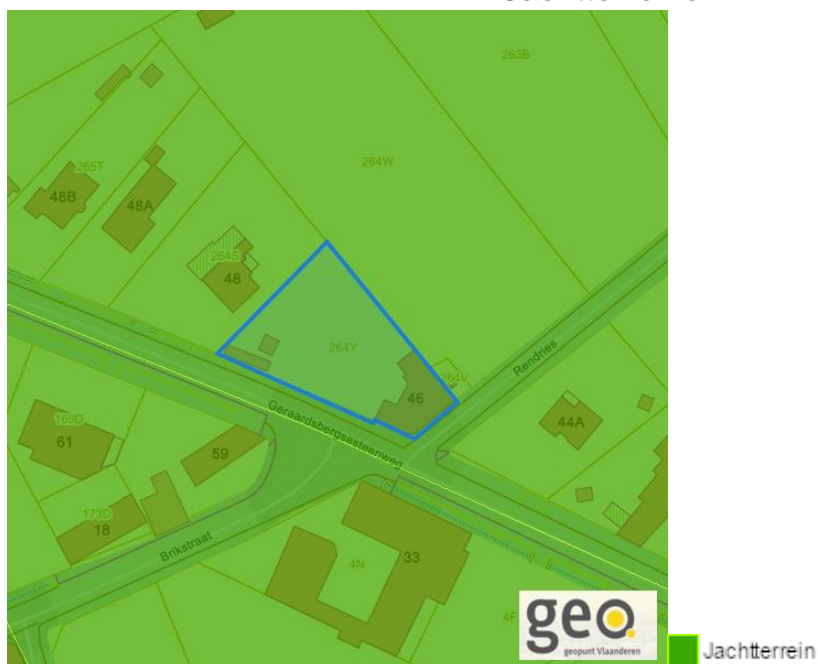 263B
264W
265T
48B
48A
264S
48
264Y
264V
46
Rendries
44A
Geraardsbergsesteenweg
169D
61
59
173D
18
Brikstraat
4N
33
4F
geo
geopunt Vlaanderen
Jachtterrein